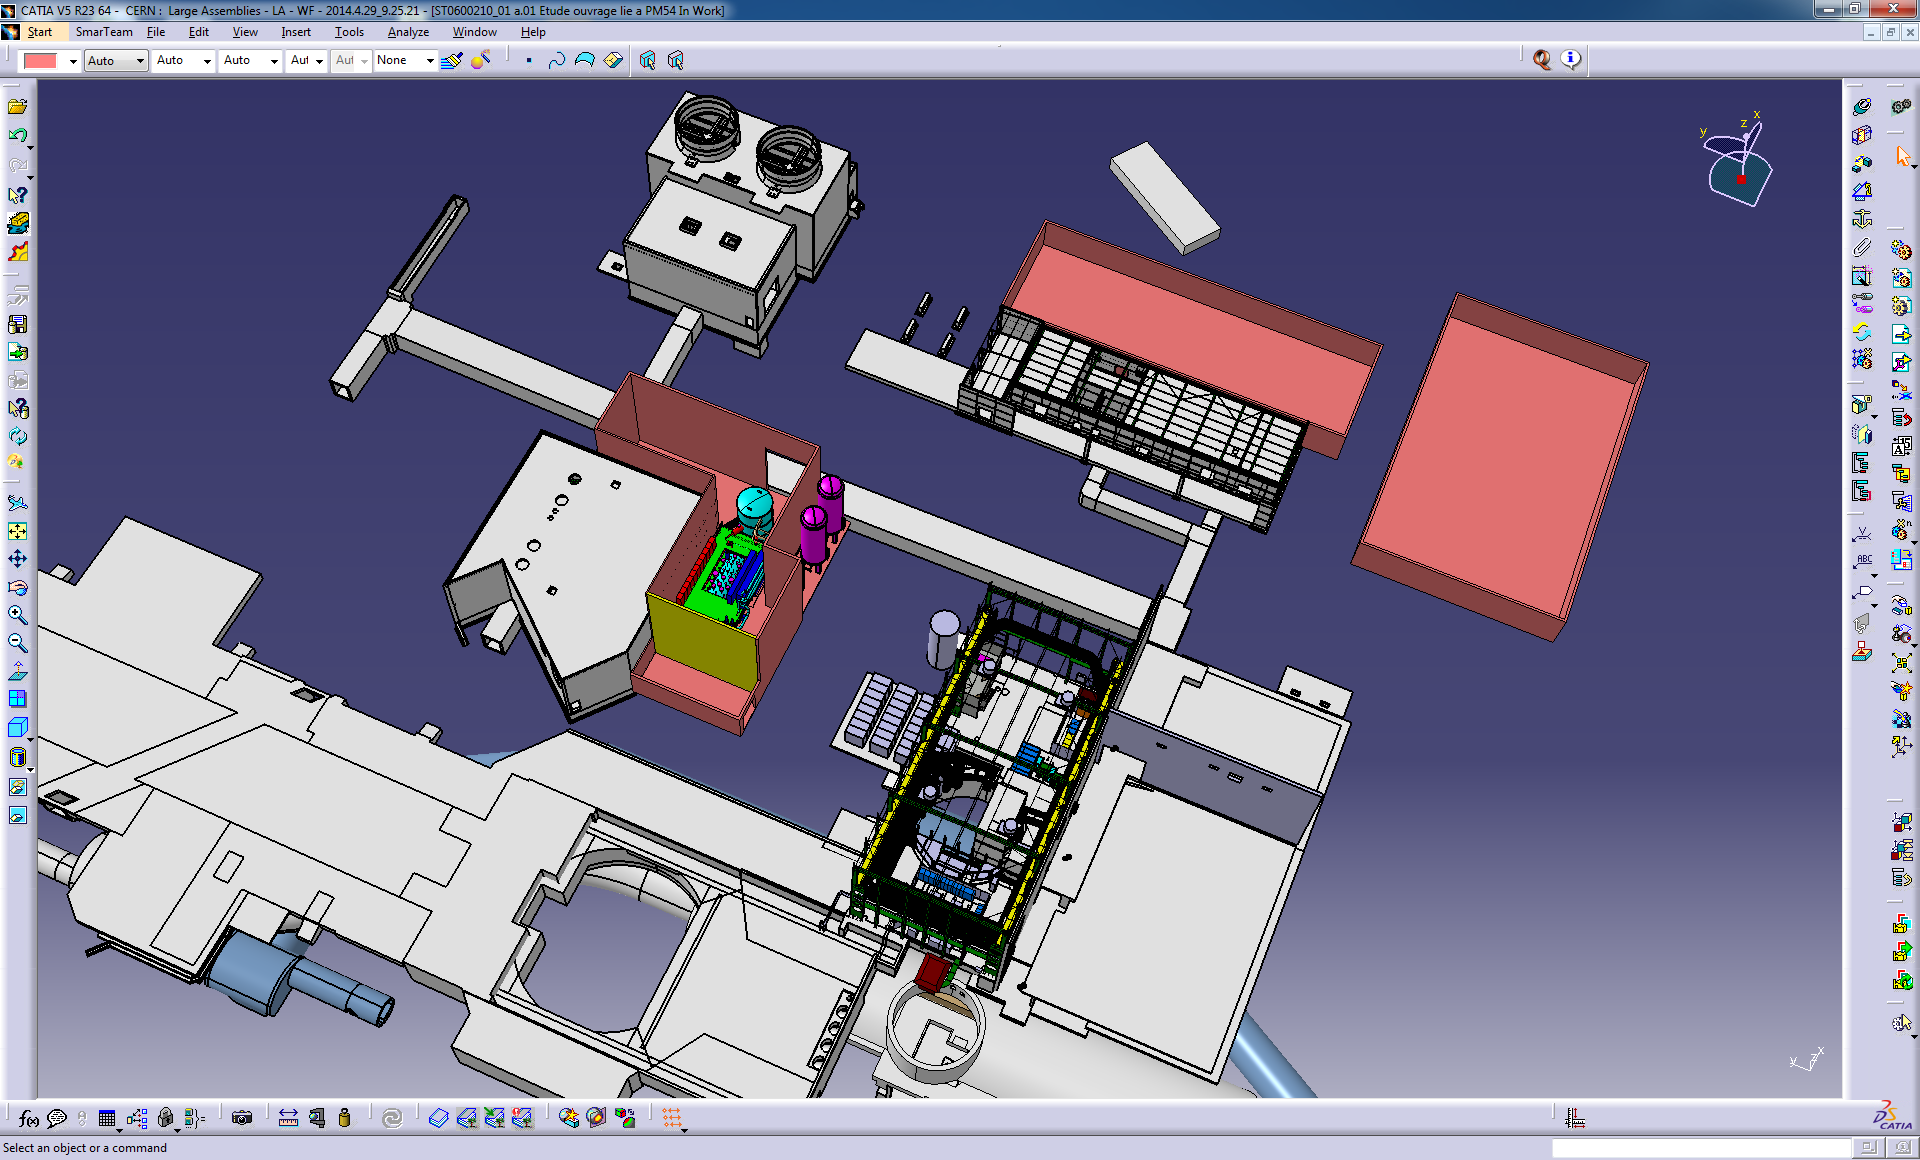 CATIA V5 R23 64 - CERN : Large Assemblies - LA - WF - 2014.4.29_9.25.21 - [ST0600210_01 a.01 Etude ouvrage lie a PM54 In Work]
Start SmarTeam File Edit View Insert Tools Analyze Window Help
Auto Auto Auto Aut Aut None
x
z
y
ABC
x
z
y
f(x)
CATIA
Select an object or a command